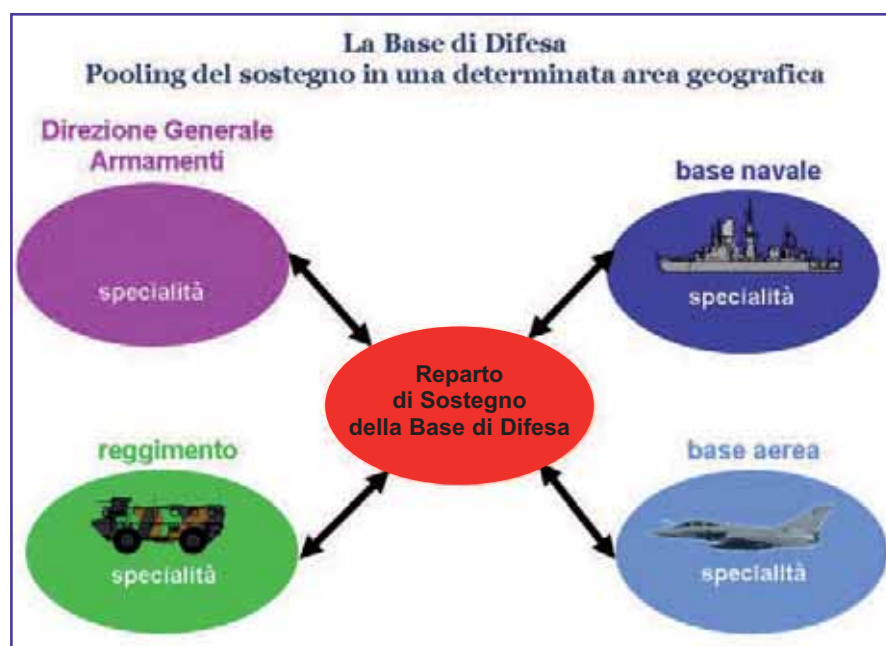 La Base di Difesa
Pooling del sostegno in una determinata area geografica
Direzione Generale
Armamenti
specialità
base navale
specialità
Reparto
di Sostegno
della Base di Difesa
reggimento
specialità
base aerea
specialità